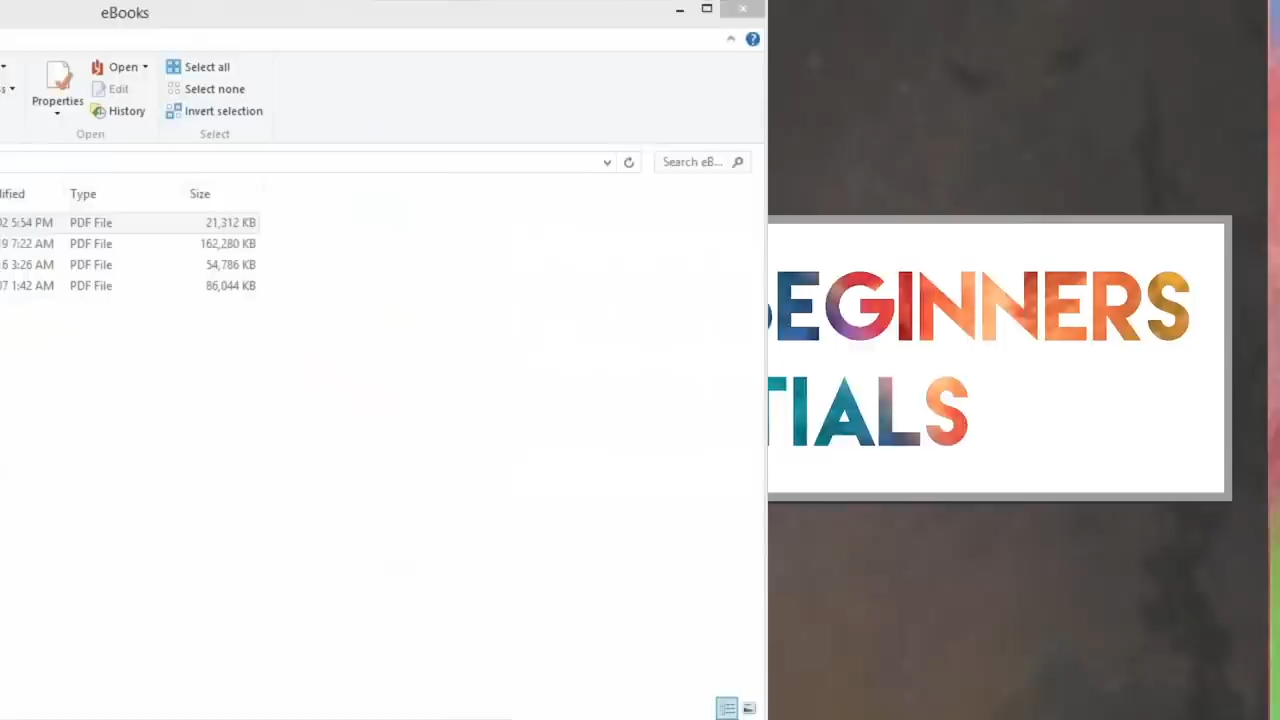 eBooks
Open
Select all
Edit
Select none
Properties
History
Invert selection
Open
Select
Search eB...
Type
Size
5:54 PM PDF File 21,312 KB
7:22 AM PDF File 162,280 KB
3:26 AM PDF File 54,786 KB
1:42 AM PDF File 86,044 KB
BEGINNERS
TIALS